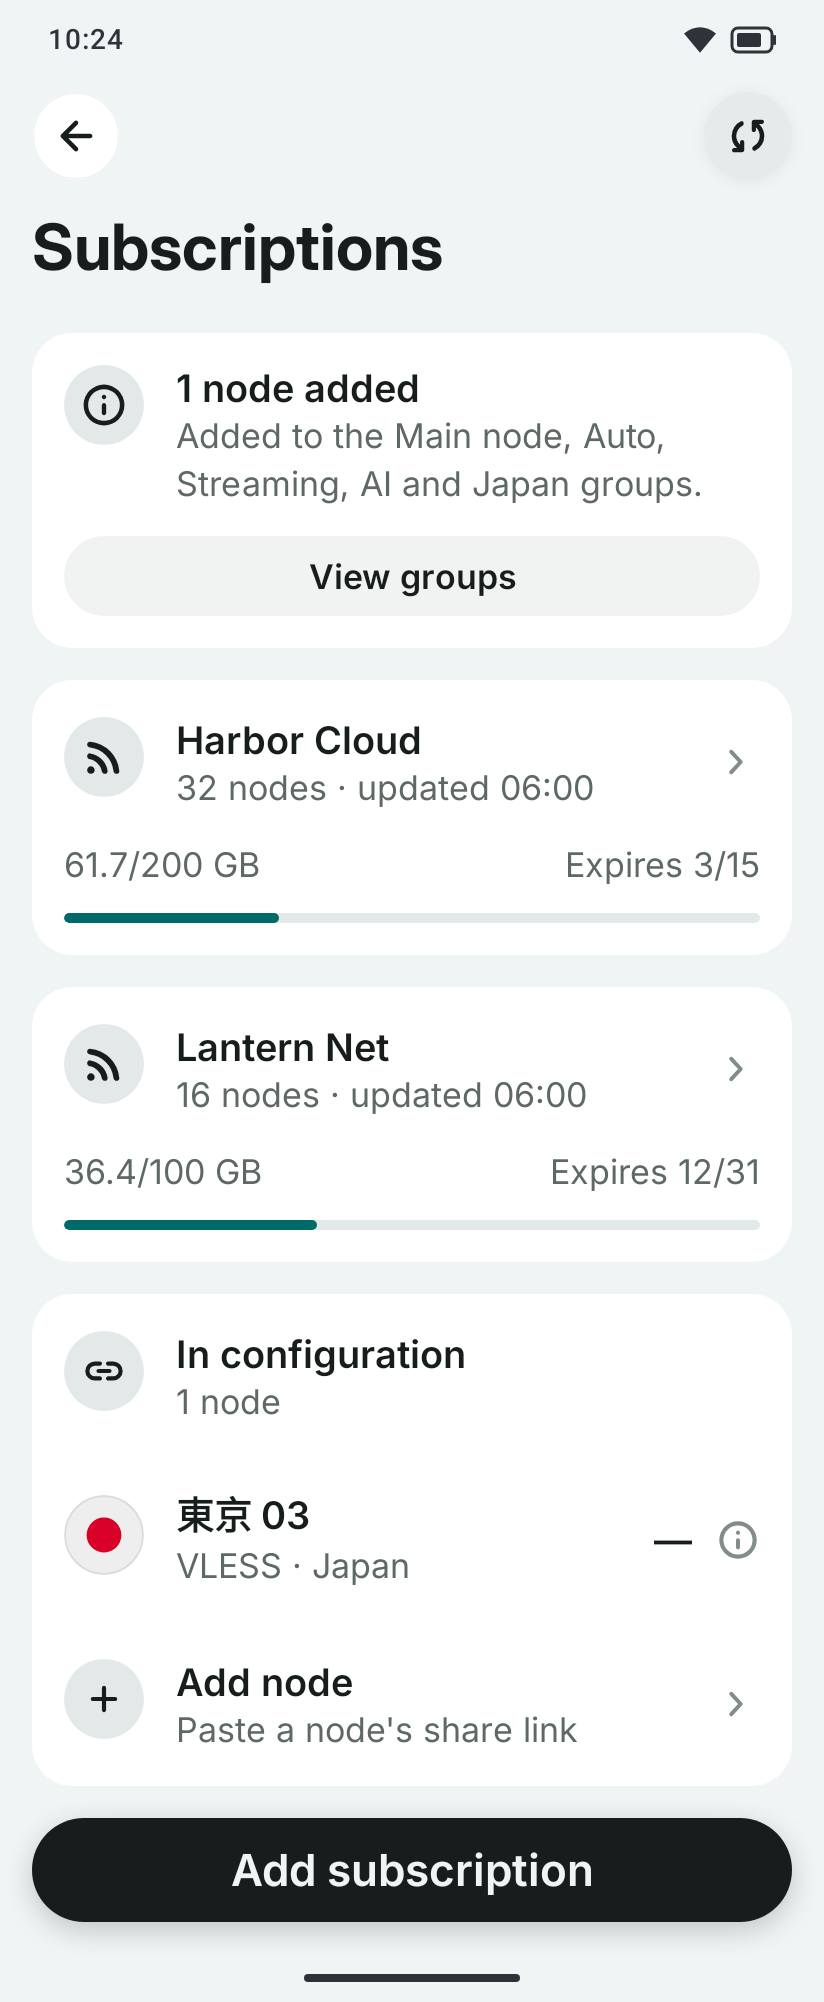 10:24
Subscriptions
1 node added
Added to the Main node, Auto,
Streaming, AI and Japan groups.
View groups
Harbor Cloud
32 nodes · updated 06:00
61.7/200 GB
Expires 3/15
Lantern Net
16 nodes · updated 06:00
36.4/100 GB
Expires 12/31
In configuration
1 node
東京 03
VLESS · Japan
—
Add node
Paste a node's share link
Add subscription